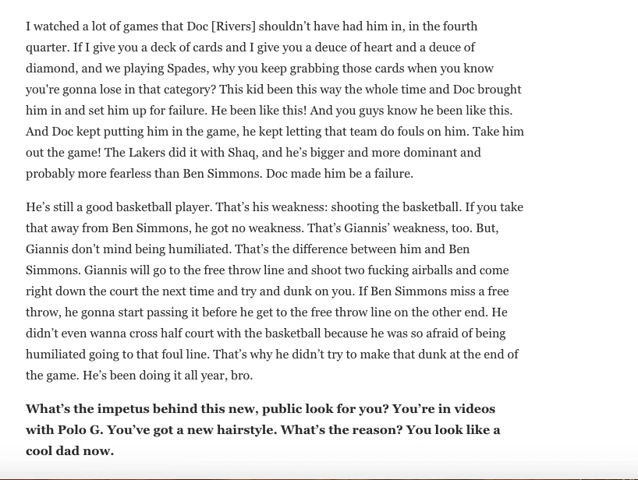 I watched a lot of games that Doc [Rivers] shouldn't have had him in, in the fourth
quarter. If I give you a deck of cards and I give you a deuce of heart and a deuce of
diamond, and we playing Spades, why you keep grabbing those cards when you know
you're gonna lose in that category? This kid been this way the whole time and Doc brought
him in and set him up for failure. He been like this! And you guys know he been like this.
And Doc kept putting him in the game, he kept letting that team do fouls on him. Take him
out the game! The Lakers did it with Shaq, and he's bigger and more dominant and
probably more fearless than Ben Simmons. Doc made him be a failure.
He's still a good basketball player. That's his weakness: shooting the basketball. If you take
that away from Ben Simmons, he got no weakness. That's Giannis' weakness, too. But,
Giannis don't mind being humiliated. That's the difference between him and Ben
Simmons. Giannis will go to the free throw line and shoot two fucking airballs and come
right down the court the next time and try and dunk on you. If Ben Simmons miss a free
throw, he gonna start passing it before he get to the free throw line on the other end. He
didn't even wanna cross half court with the basketball because he was so afraid of being
humiliated going to that foul line. That's why he didn't try to make that dunk at the end of
the game. He's been doing it all year, bro.
What's the impetus behind this new, public look for you? You're in videos
with Polo G. You've got a new hairstyle. What's the reason? You look like a
cool dad now.